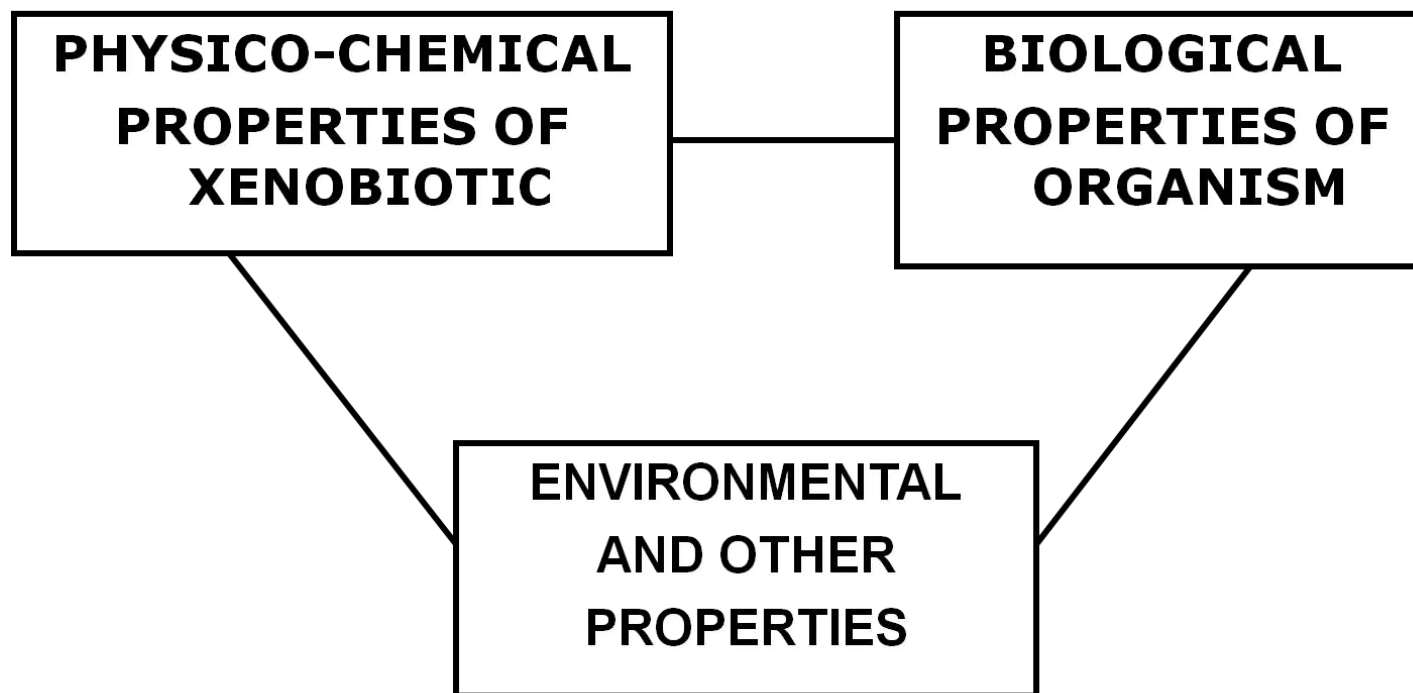 PHYSICO-CHEMICAL
PROPERTIES OF
XENOBIOTIC
BIOLOGICAL
PROPERTIES OF
ORGANISM
ENVIRONMENTAL
AND OTHER
PROPERTIES